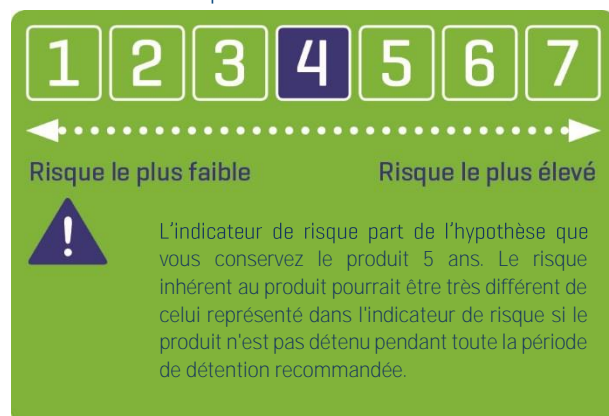 1 2 3 4 5 6 7
Risque le plus faible Risque le plus élevé
!
L'indicateur de risque part de l'hypothèse que
vous conservez le produit 5 ans. Le risque
inhérent au produit pourrait être très différent de
celui représenté dans l'indicateur de risque si le
produit n'est pas détenu pendant toute la période
de détention recommandée.